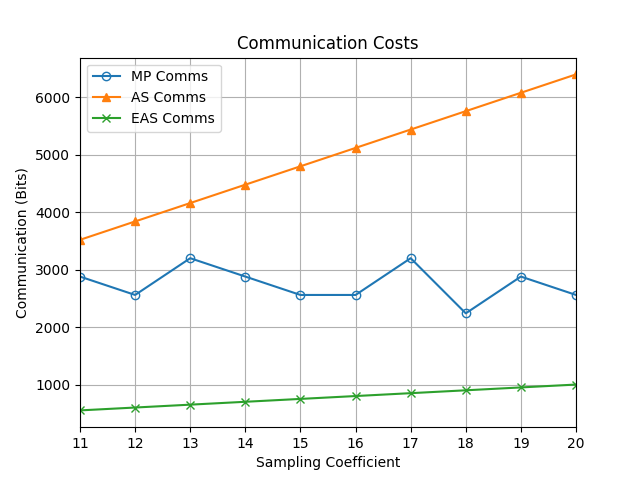 Communication Costs
MP Comms
AS Comms
EAS Comms
Communication (Bits)
6000
5000
4000
3000
2000
1000
11 12 13 14 15 16 17 18 19 20
Sampling Coefficient